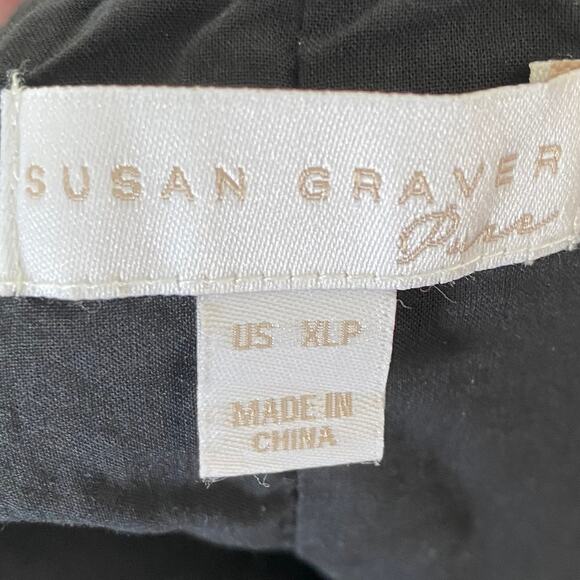 SUSAN GRAVER
Pure
US XLP
MADE IN
CHINA